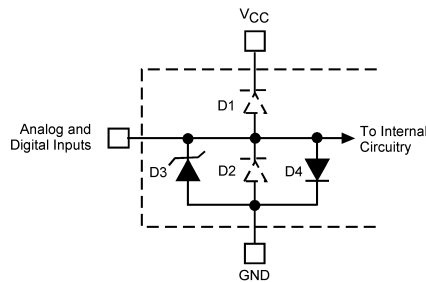 VCC
D1
Analog and
Digital Inputs
To Internal
Circuitry
D3
D2
D4
GND